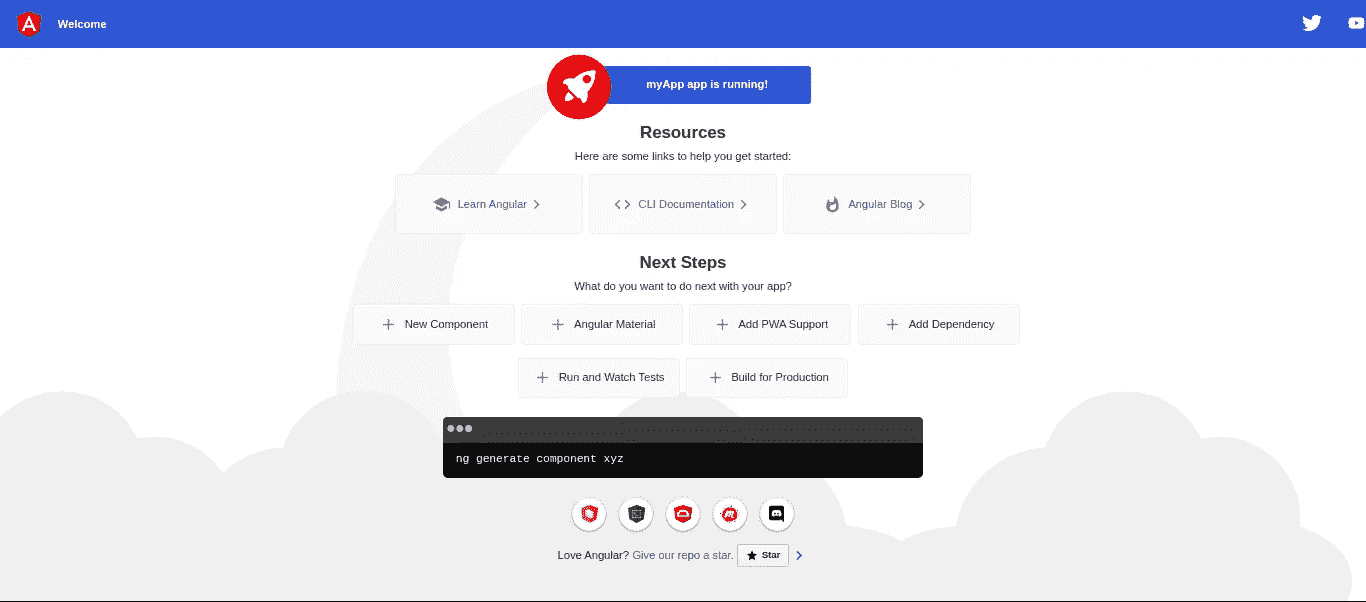 Welcome
myApp app is running!
Resources
Here are some links to help you get started:
Learn Angular
CLI Documentation
Angular Blog
Next Steps
What do you want to do next with your app?
New Component
Angular Material
Add PWA Support
Add Dependency
Run and Watch Tests
Build for Production
ng generate component xyz
Love Angular? Give our repo a star. Star